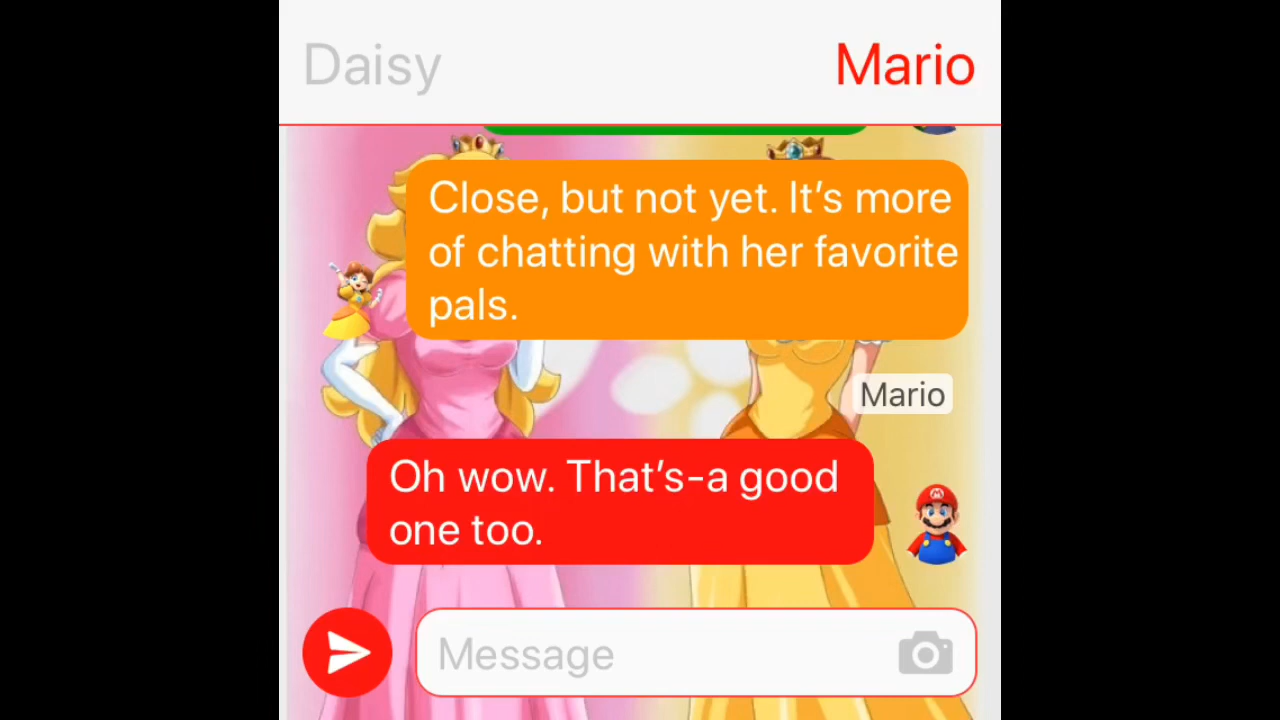 Daisy Mario
Close, but not yet. It’s more
of chatting with her favorite
pals.
Mario
Oh wow. That’s-a good
one too.
Message